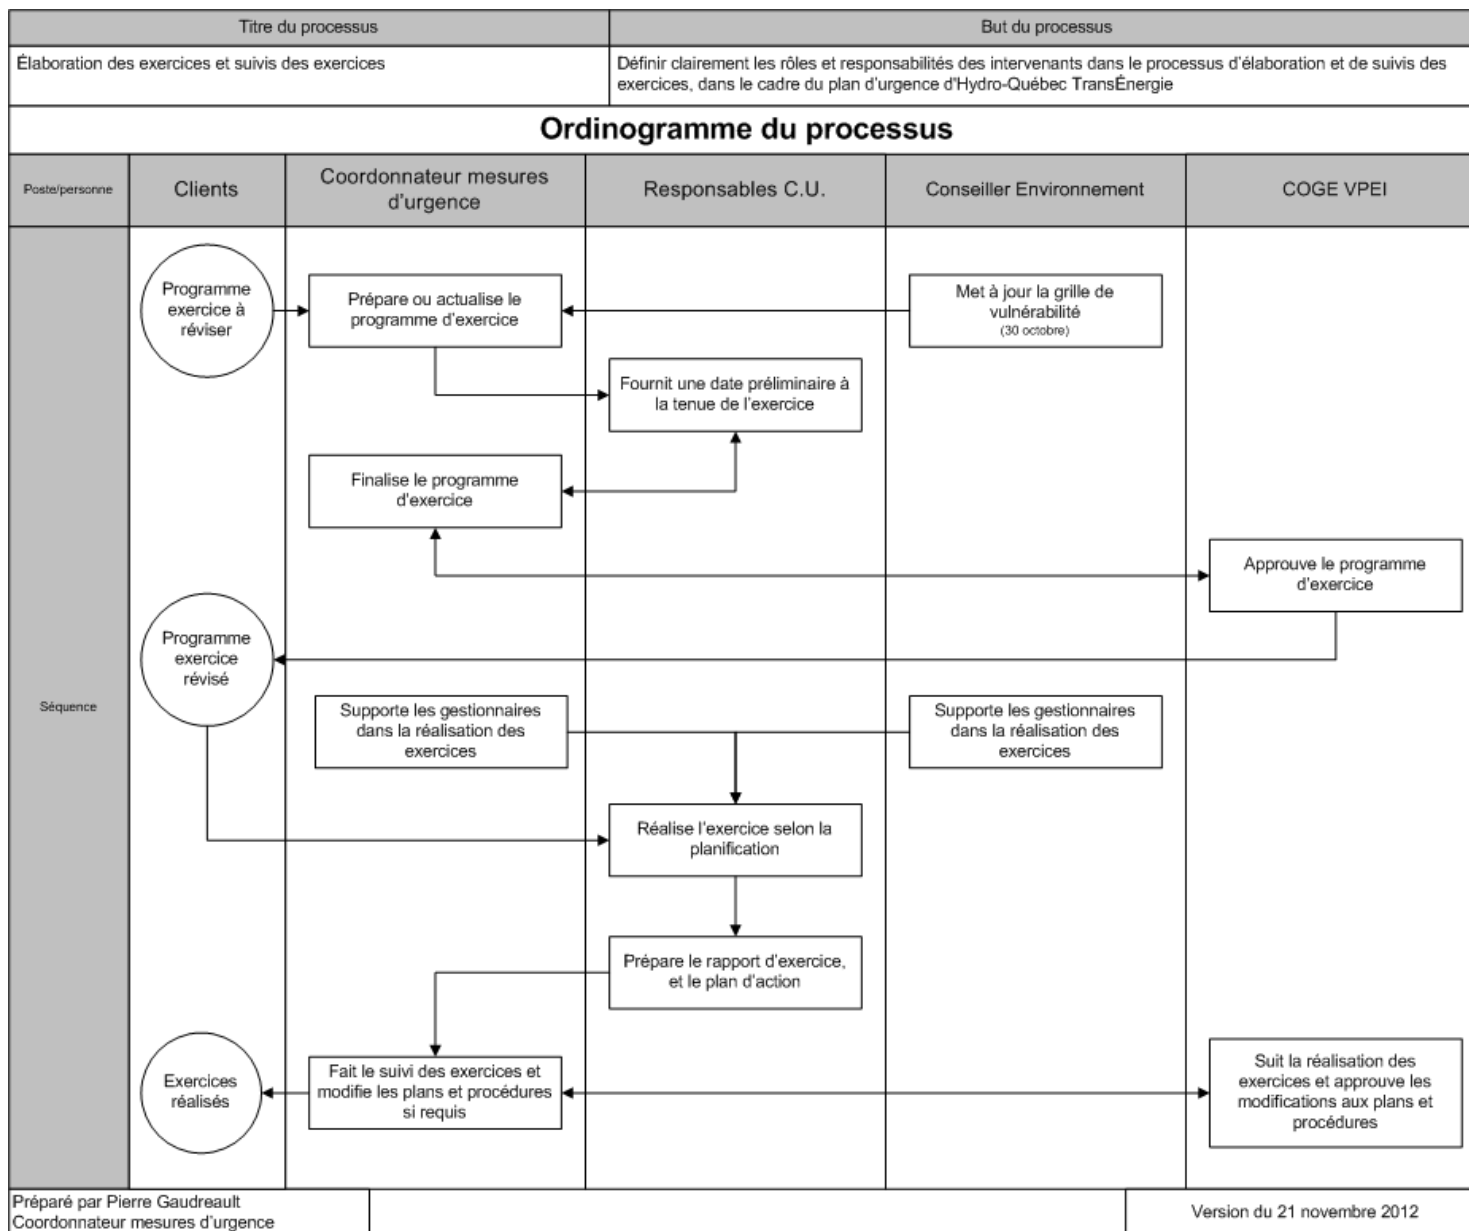 Titre du processus
But du processus
Élaboration des exercices et suivis des exercices
Définir clairement les rôles et responsabilités des intervenants dans le processus d'élaboration et de suivis des
exercices, dans le cadre du plan d'urgence d'Hydro-Québec TransÉnergie
Ordinogramme du processus
Poste/personne
Clients
Coordonnateur mesures
d'urgence
Responsables C.U.
Conseiller Environnement
COGE VPEI
Séquence
Programme
exercice à
réviser
Prépare ou actualise le
programme d'exercice
Met à jour la grille de
vulnérabilité
(30 octobre)
Fournit une date préliminaire à
la tenue de l'exercice
Finalise le programme
d'exercice
Approuve le programme
d'exercice
Programme
exercice
révisé
Supporte les gestionnaires
dans la réalisation des
exercices
Supporte les gestionnaires
dans la réalisation des
exercices
Réalise l'exercice selon la
planification
Prépare le rapport d'exercice,
et le plan d'action
Exercices
réalisés
Fait le suivi des exercices et
modifie les plans et procédures
si requis
Suit la réalisation des
exercices et approuve les
modifications aux plans et
procédures
Préparé par Pierre Gaudreault
Coordonnateur mesures d'urgence
Version du 21 novembre 2012